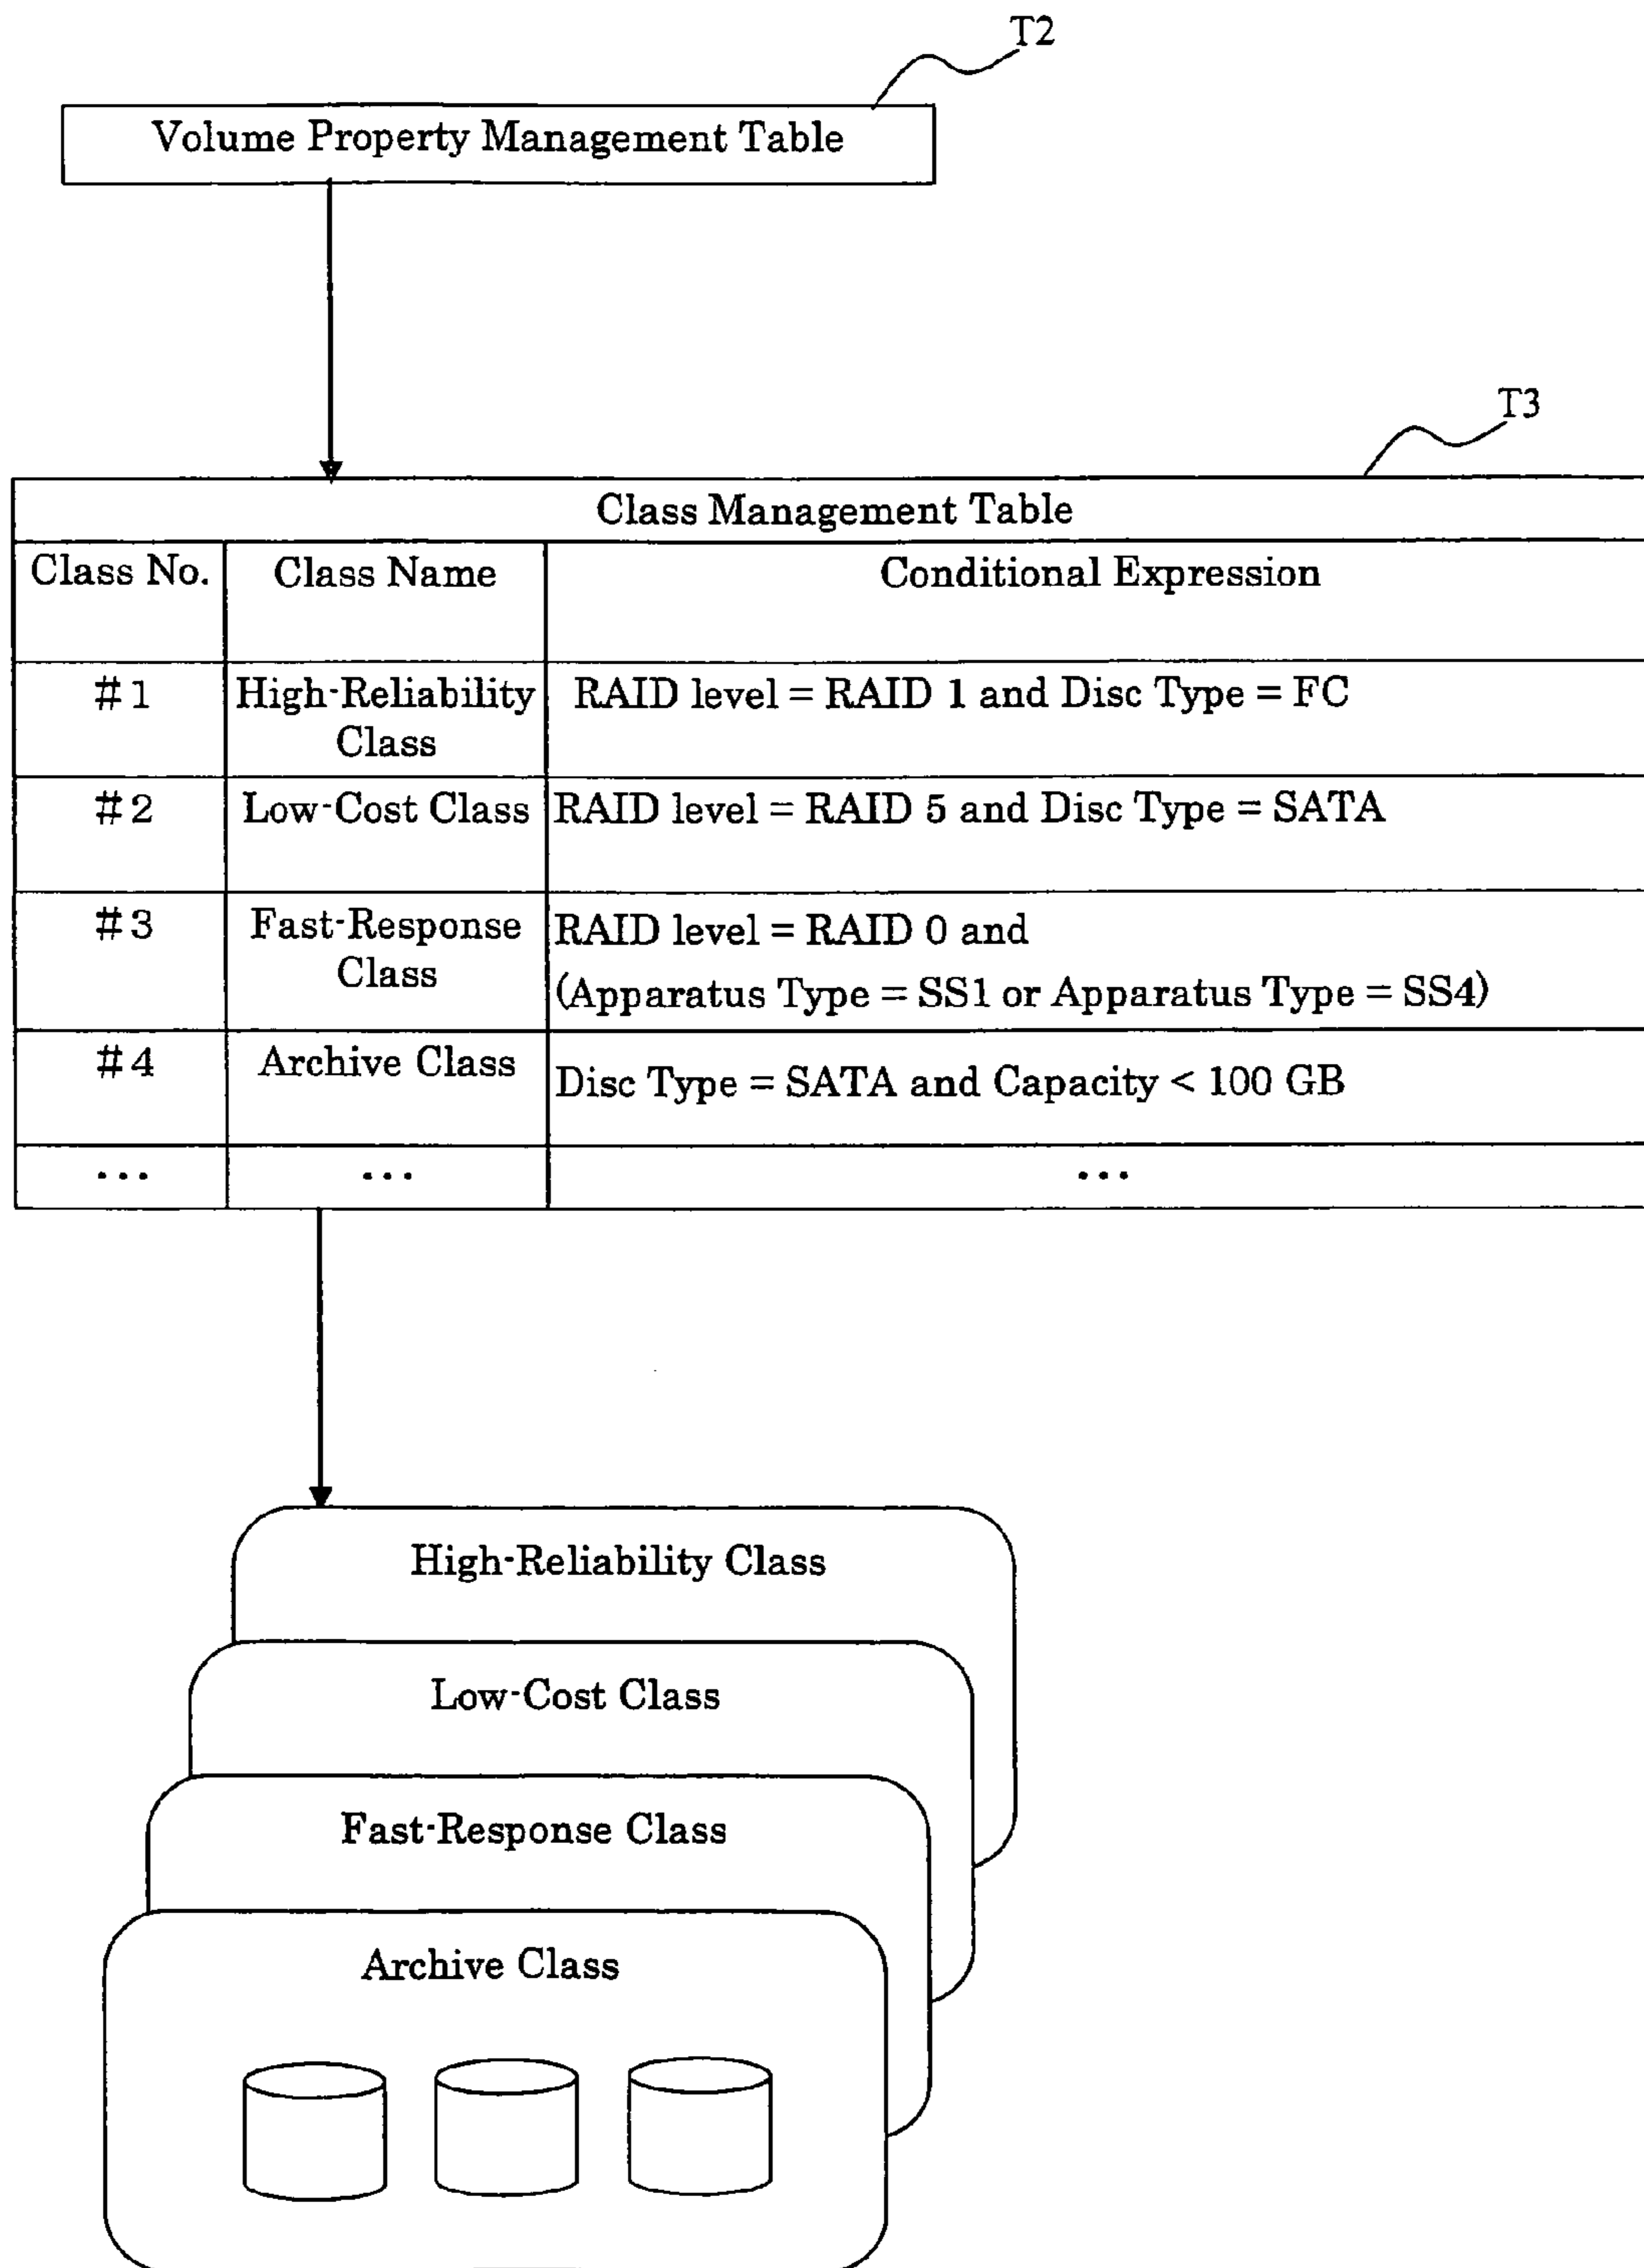 T2
Volume Property Management Table
T3
Class Management Table
Class No.
Class Name
Conditional Expression
#1
High-Reliability
Class
RAID level = RAID 1 and Disc Type = FC
#2
Low-Cost Class
RAID level = RAID 5 and Disc Type = SATA
#3
Fast-Response
Class
RAID level = RAID 0 and
(Apparatus Type = SS1 or Apparatus Type = SS4)
#4
Archive Class
Disc Type = SATA and Capacity < 100 GB
...
...
...
High-Reliability Class
Low-Cost Class
Fast-Response Class
Archive Class